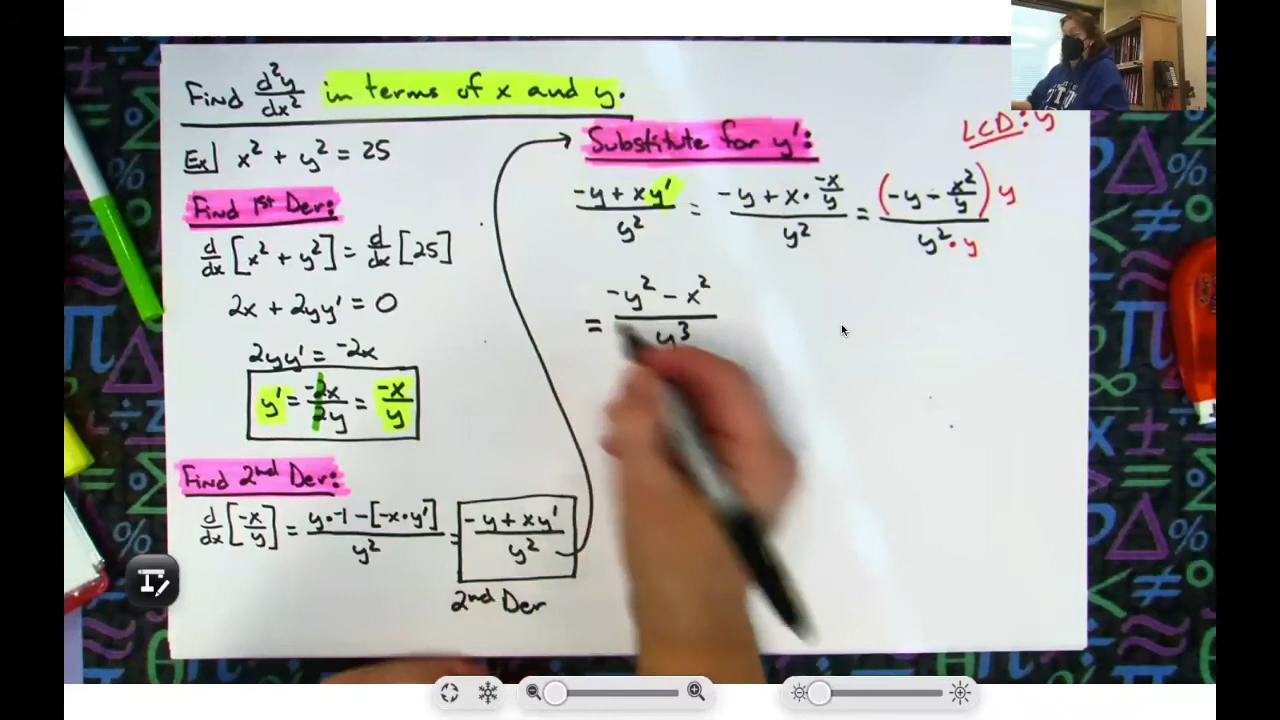 Find d²y/dx² in terms of x and y.
Ex] x² + y² = 25
Find 1st Der:
d/dx [x² + y²] = d/dx [25]
2x + 2yy' = 0
2yy' = -2x
y' = -2x/2y = -x/y
Find 2nd Der:
d/dx [-x/y] = y·-1 - [-x·y']/y² = -y + xy'/y²
2nd Der
Substitute for y':
LCD: y
-y + xy'/y² = -y + x·-x/y / y² = (-y - x²/y) y / y²·y
= -y² - x²/y³